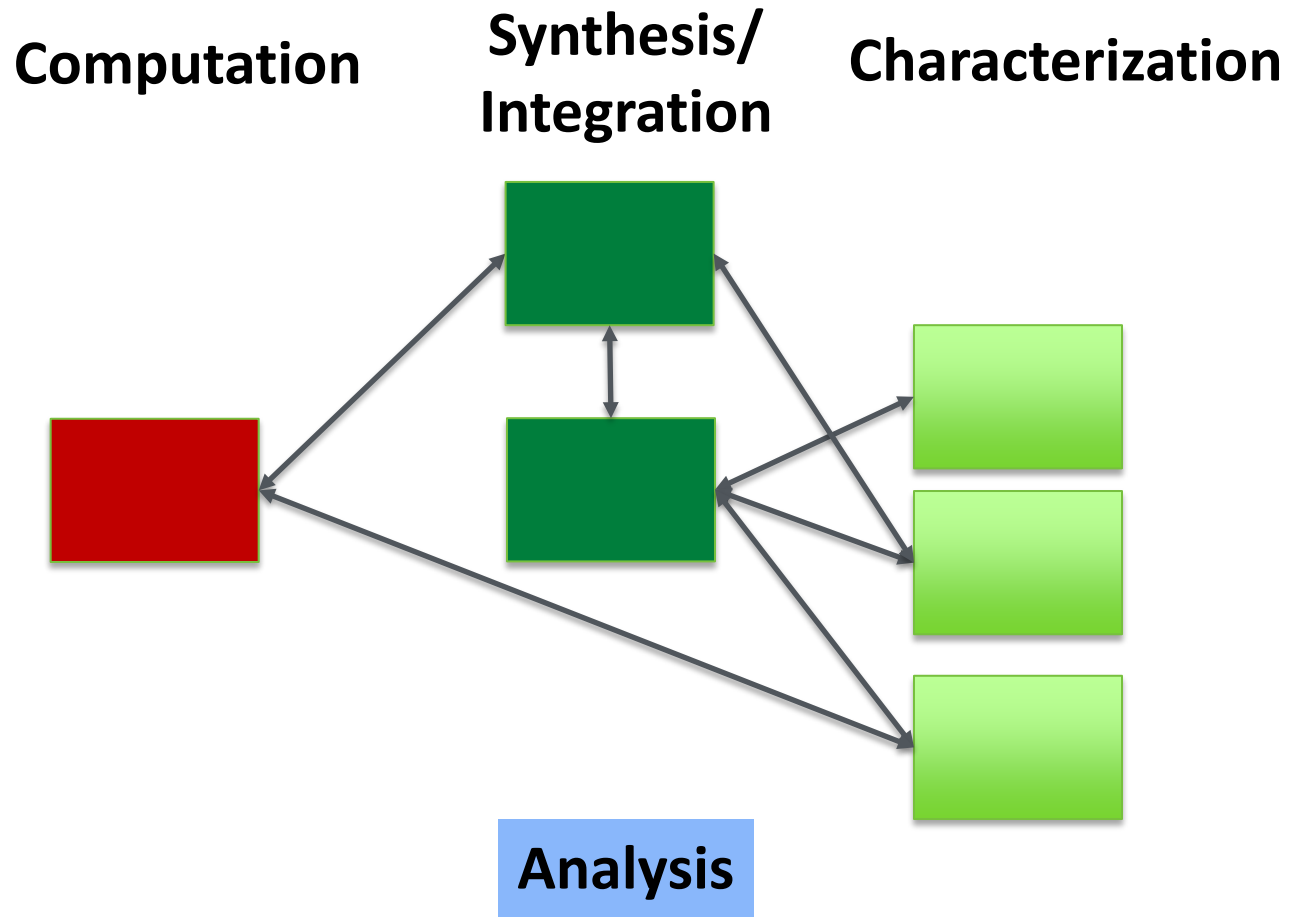 Computation
Synthesis/
Integration
Characterization
Analysis